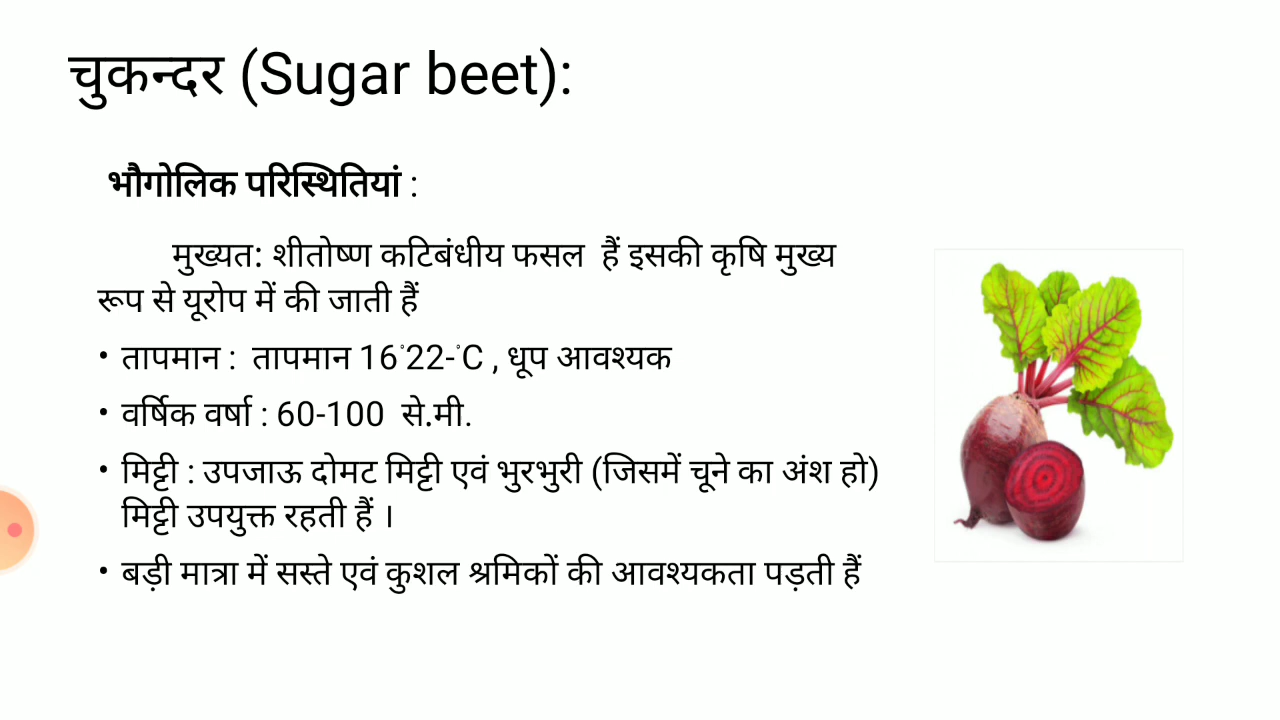 चुकन्दर (Sugar beet):
भौगोलिक परिस्थितियां :
मुख्यत: शीतोष्ण कटिबंधीय फसल हैं इसकी कृषि मुख्य
रूप से यूरोप में की जाती हैं
• तापमान : तापमान 16°22-°C , धूप आवश्यक
• वर्षिक वर्षा : 60-100 से.मी.
• मिट्टी : उपजाऊ दोमट मिट्टी एवं भुरभुरी (जिसमें चूने का अंश हो)
मिट्टी उपयुक्त रहती हैं ।
• बड़ी मात्रा में सस्ते एवं कुशल श्रमिकों की आवश्यकता पड़ती हैं